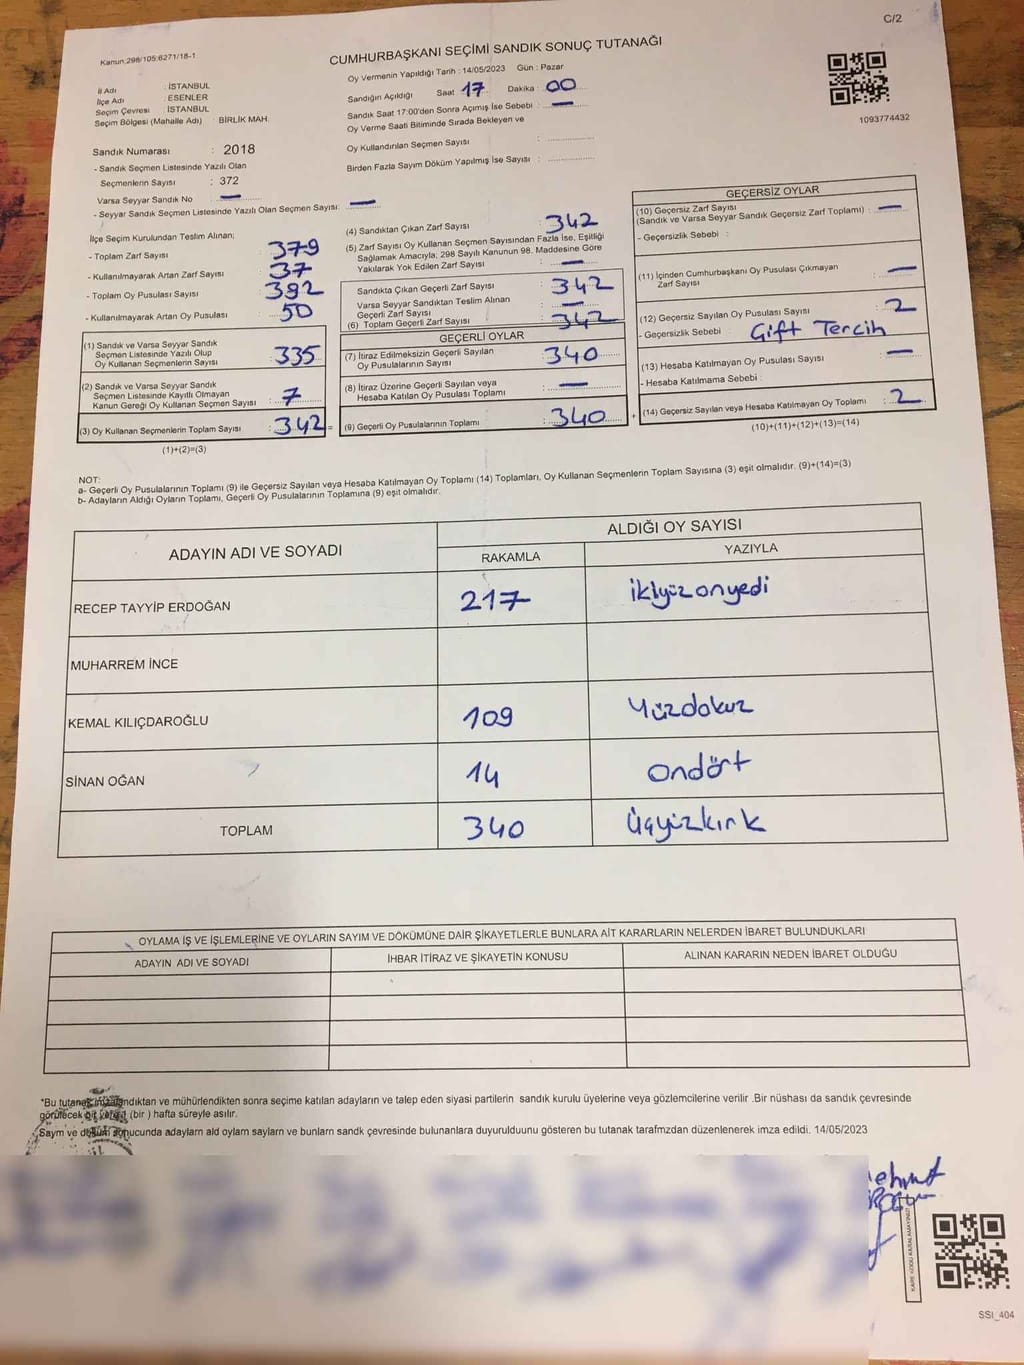 C/2
Kanun:298/105:6271/18-1
CUMHURBAŞKANI SEÇİMİ SANDIK SONUÇ TUTANAĞI
Oy Vermenin Yapıldığı Tarih : 14/05/2023 Gün : Pazar
İl Adı : İSTANBUL
İlçe Adı : ESENLER
Seçim Çevresi : İSTANBUL
Seçim Bölgesi (Mahalle Adı) : BİRLİK MAH.
Sandığın Açıldığı Saat 17 Dakika : 00
Sandık Saat 17:00'den Sonra Açımış İse Sebebi : —
Oy Verme Saati Bitiminde Sırada Bekleyen ve
Oy Kullandırılan Seçmen Sayısı :
Birden Fazla Sayım Döküm Yapılmış İse Sayısı :
1093774432
Sandık Numarası : 2018
- Sandık Seçmen Listesinde Yazılı Olan
Seçmenlerin Sayısı : 372
Varsa Seyyar Sandık No —
- Seyyar Sandık Seçmen Listesinde Yazılı Olan Seçmen Sayısı: —
İlçe Seçim Kurulundan Teslim Alınan;
- Toplam Zarf Sayısı : 379
- Kullanılmayarak Artan Zarf Sayısı : 37
- Toplam Oy Pusulası Sayısı : 392
- Kullanılmayarak Artan Oy Pusulası : 50
(1) Sandık ve Varsa Seyyar Sandık
Seçmen Listesinde Yazılı Olup
Oy Kullanan Seçmenlerin Sayısı : 335
(2) Sandık ve Varsa Seyyar Sandık
Seçmen Listesinde Kayıtlı Olmayan
Kanun Gereği Oy Kullanan Seçmen Sayısı : 7
(3) Oy Kullanan Seçmenlerin Toplam Sayısı : 342 =
(1)+(2)=(3)
(4) Sandıktan Çıkan Zarf Sayısı : 342
(5) Zarf Sayısı Oy Kullanan Seçmen Sayısından Fazla İse, Eşitliği
Sağlamak Amacıyla; 298 Sayılı Kanunun 98. Maddesine Göre
Yakılarak Yok Edilen Zarf Sayısı : —
Sandıkta Çıkan Geçerli Zarf Sayısı : 342
Varsa Seyyar Sandıktan Teslim Alınan
Geçerli Zarf Sayısı : —
(6) Toplam Geçerli Zarf Sayısı : 342
GEÇERLİ OYLAR
(7) İtiraz Edilmeksizin Geçerli Sayılan
Oy Pusulalarının Sayısı : 340
(8) İtiraz Üzerine Geçerli Sayılan veya
Hesaba Katılan Oy Pusulası Toplamı : —
(9) Geçerli Oy Pusulalarının Toplamı : 340 +
GEÇERSİZ OYLAR
(10) Geçersiz Zarf Sayısı
(Sandık ve Varsa Seyyar Sandık Geçersiz Zarf Toplamı) : —
- Geçersizlik Sebebi :
(11) İçinden Cumhurbaşkanı Oy Pusulası Çıkmayan
Zarf Sayısı : —
(12) Geçersiz Sayılan Oy Pusulası Sayısı : 2
- Geçersizlik Sebebi : Gift Tercih
(13) Hesaba Katılmayan Oy Pusulası Sayısı : —
- Hesaba Katılmama Sebebi :
(14) Geçersiz Sayılan veya Hesaba Katılmayan Oy Toplamı : 2
(10)+(11)+(12)+(13)=(14)
NOT:
a- Geçerli Oy Pusulalarının Toplamı (9) ile Geçersiz Sayılan veya Hesaba Katılmayan Oy Toplamı (14) Toplamları, Oy Kullanan Seçmenlerin Toplam Sayısına (3) eşit olmalıdır. (9)+(14)=(3)
b- Adayların Aldığı Oyların Toplamı, Geçerli Oy Pusulalarının Toplamına (9) eşit olmalıdır.
ADAYIN ADI VE SOYADI ALDIĞI OY SAYISI
RAKAMLA YAZIYLA
RECEP TAYYİP ERDOĞAN 217 ikiyüzonyedi
MUHARREM İNCE
KEMAL KILIÇDAROĞLU 109 Yüzdokuz
SİNAN OĞAN 14 Ondört
TOPLAM 340 Üçyüzkırk
OYLAMA İŞ VE İŞLEMLERİNE VE OYLARIN SAYIM VE DÖKÜMÜNE DAİR ŞİKAYETLERLE BUNLARA AİT KARARLARIN NELERDEN İBARET BULUNDUKLARI
ADAYIN ADI VE SOYADI İHBAR İTİRAZ VE ŞİKAYETİN KONUSU ALINAN KARARIN NEDEN İBARET OLDUĞU
*Bu tutanak imzalandıktan ve mühürlendikten sonra seçime katılan adayların ve talep eden siyasi partilerin sandık kurulu üyelerine veya gözlemcilerine verilir .Bir nüshası da sandık çevresinde
görülecek bir yere (bir ) hafta süreyle asılır.
Saym ve döküm sonucunda adaylarn ald oylarn saylarn ve bunlarn sandk çevresinde bulunanlara duyurulduunu gösteren bu tutanak tarafmzdan düzenlenerek imza edildi. 14/05/2023
KARE KODU KARALAMAYINIZ!
SSI_404